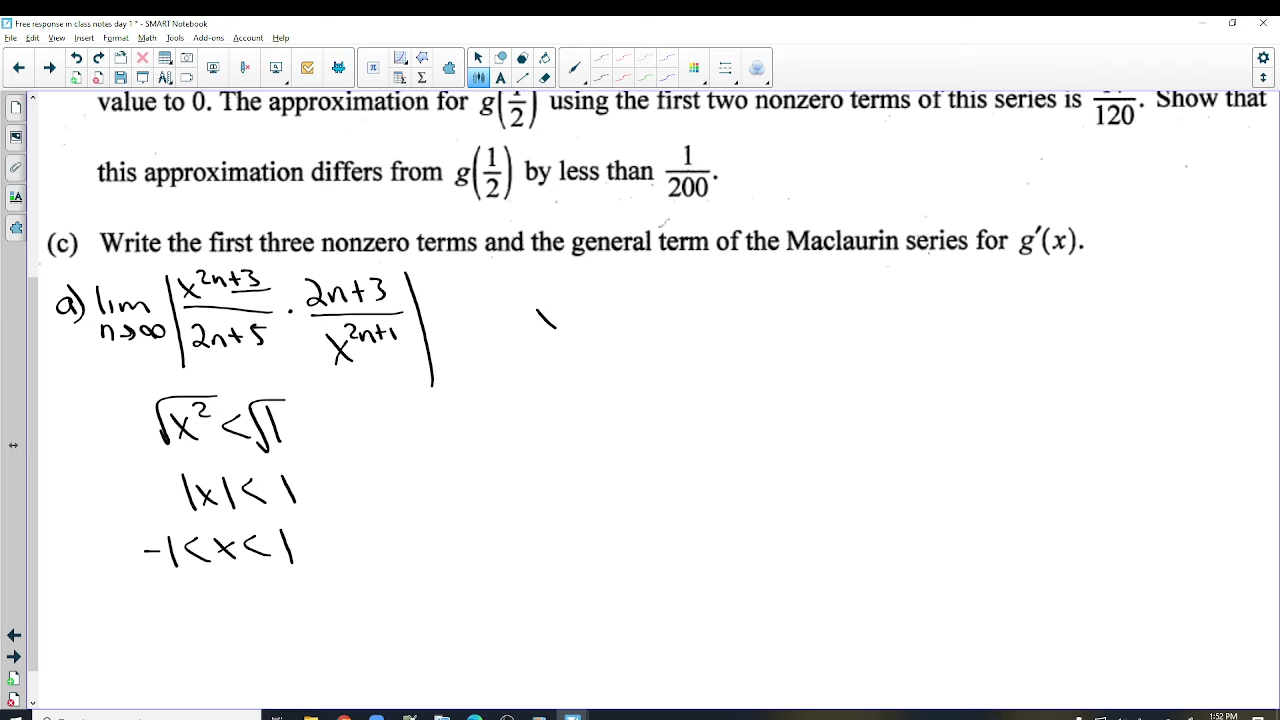 Free response in class notes day 1 * - SMART Notebook
File Edit View Insert Format Math Tools Add-ons Account Help
value to 0. The approximation for g(1/2) using the first two nonzero terms of this series is /120. Show that
this approximation differs from g(1/2) by less than 1/200.
(c) Write the first three nonzero terms and the general term of the Maclaurin series for g′(x).
a) lim n→∞ | x^(2n+3)/(2n+5) · (2n+3)/x^(2n+1) |
√x² < √1
|x| < 1
-1 < x < 1
1:52 PM